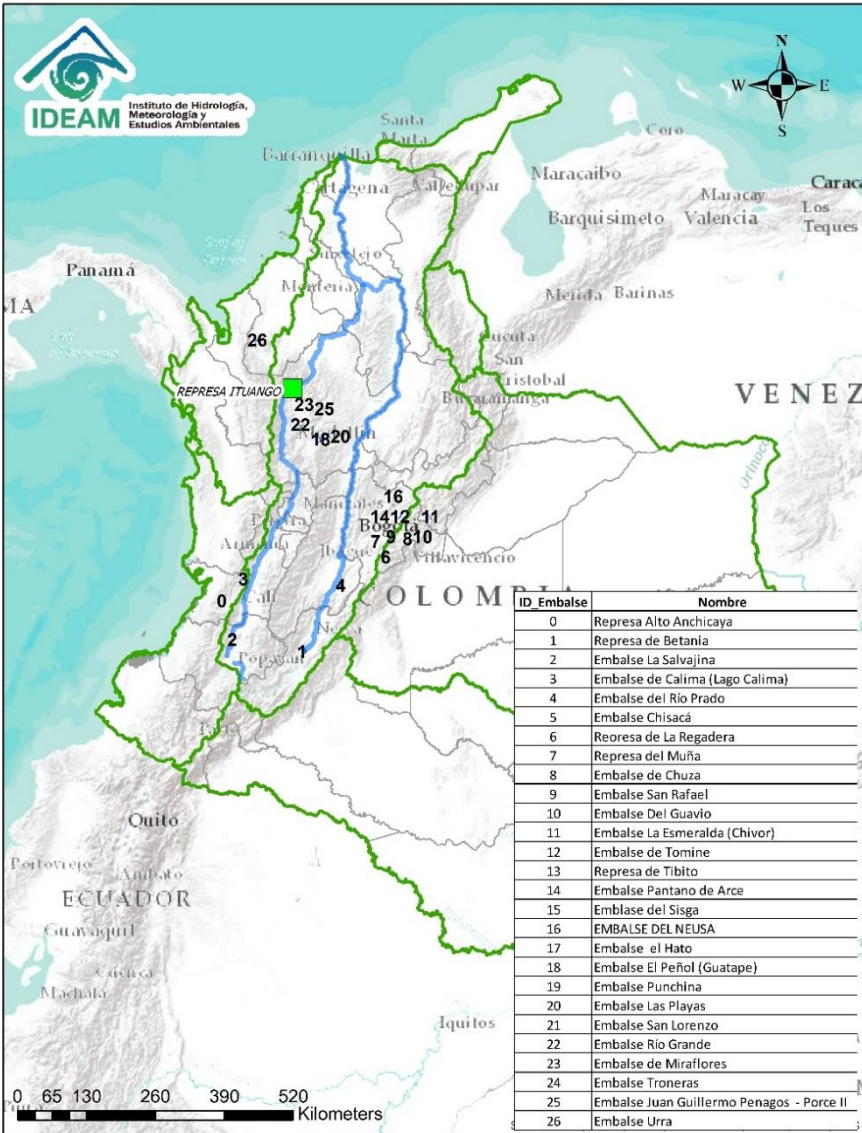 IDEAM
Instituto de Hidrología,
Meteorología y
Estudios Ambientales
N
W E
S
Santa
Marta
Barranquilla
Cartagena
Valledupar
Coro
Maracaibo
Maracay
Caraca
Barquisimeto
Valencia
Los
Teques
Panamá
MA
Sincelejo
Montería
Merida
Barinas
26
Cucuta
San
Cristobal
Bucaramanga
REPRESA ITUANGO
VENEZ
23
25
22
18
20
Medellin
Orinoco
16
Manizales
14
12
11
Bogota
7
9
8
10
6
Pereira
Armenia
Ibague
Villavicencio
3
4
0
Cali
COLOMBIA
Neiva
2
1
Popayan
Pasto
Quito
Portoviejo
Ambato
ECUADOR
Guayaquil
Cuenca
Machala
Iquitos
ID_Embalse Nombre
0 Represa Alto Anchicaya
1 Represa de Betania
2 Embalse La Salvajina
3 Embalse de Calima (Lago Calima)
4 Embalse del Río Prado
5 Embalse Chisacá
6 Reoresa de La Regadera
7 Represa del Muña
8 Embalse de Chuza
9 Embalse San Rafael
10 Embalse Del Guavio
11 Embalse La Esmeralda (Chivor)
12 Embalse de Tomine
13 Represa de Tibito
14 Embalse Pantano de Arce
15 Emblase del Sisga
16 EMBALSE DEL NEUSA
17 Embalse el Hato
18 Embalse El Peñol (Guatape)
19 Embalse Punchina
20 Embalse Las Playas
21 Embalse San Lorenzo
22 Embalse Río Grande
23 Embalse de Miraflores
24 Embalse Troneras
25 Embalse Juan Guillermo Penagos - Porce II
26 Embalse Urra
0 65 130 260 390 520
Kilometers